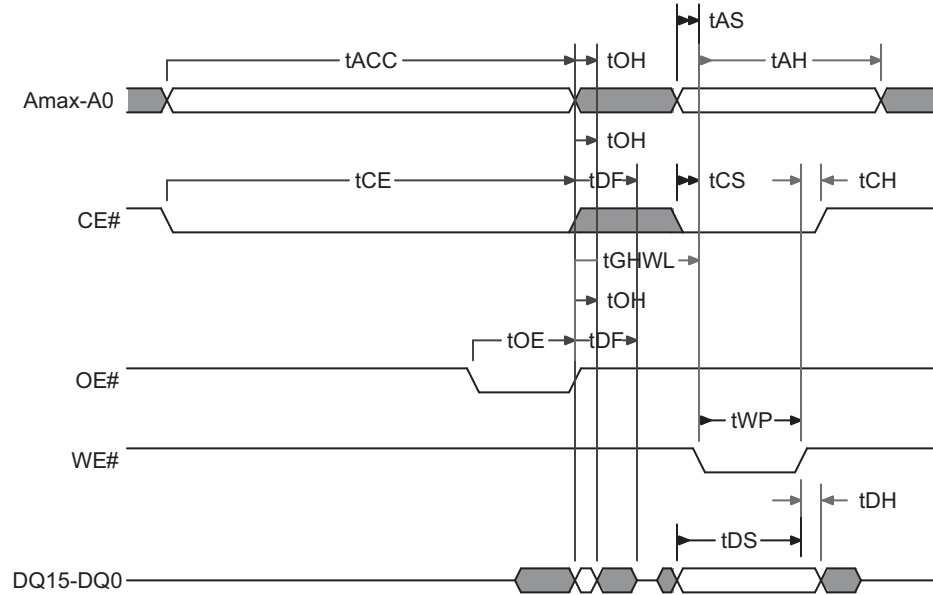 tAS
tACC tOH tAH
Amax-A0
tOH
tCE tDF tCS tCH
CE#
tGHWL
tOH
tOE tDF
OE#
tWP
WE#
tDH
tDS
DQ15-DQ0